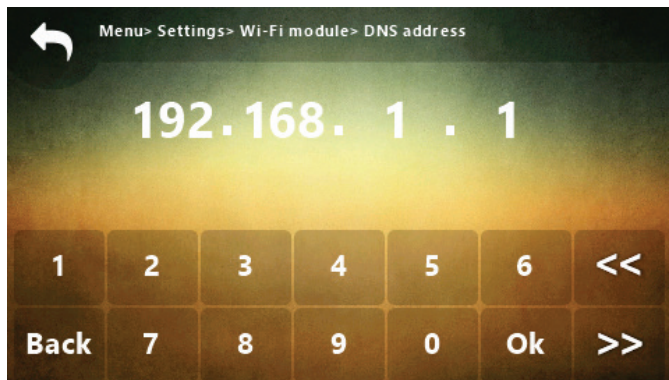 Menu> Settings> Wi-Fi module> DNS address
192.168. 1 . 1
1 2 3 4 5 6 <<
Back 7 8 9 0 Ok >>